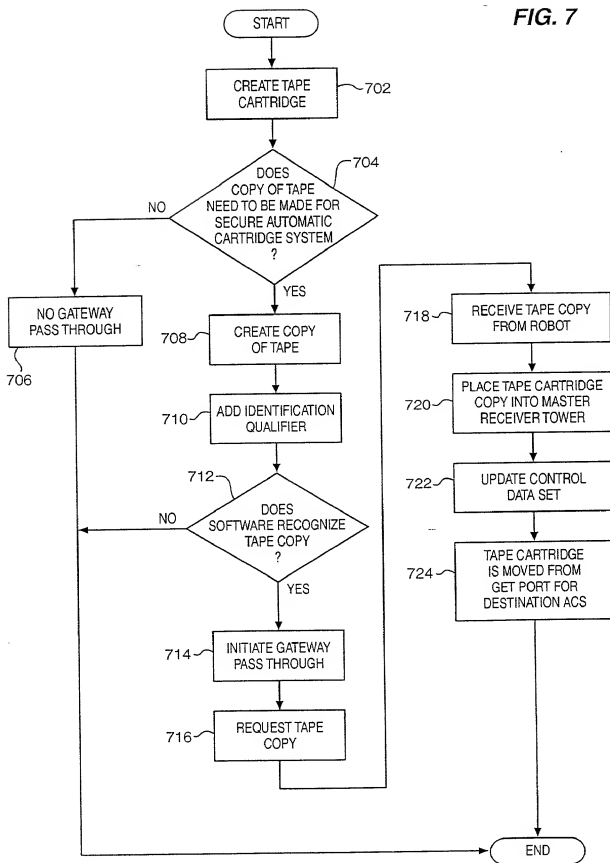 FIG. 7
START
CREATE TAPE
CARTRIDGE
702
DOES
COPY OF TAPE
NEED TO BE MADE FOR
SECURE AUTOMATIC
CARTRIDGE SYSTEM
?
704
NO
YES
NO GATEWAY
PASS THROUGH
706
708
CREATE COPY
OF TAPE
710
ADD IDENTIFICATION
QUALIFIER
712
DOES
SOFTWARE RECOGNIZE
TAPE COPY
?
NO
YES
714
INITIATE GATEWAY
PASS THROUGH
716
REQUEST TAPE
COPY
718
RECEIVE TAPE COPY
FROM ROBOT
720
PLACE TAPE CARTRIDGE
COPY INTO MASTER
RECEIVER TOWER
722
UPDATE CONTROL
DATA SET
724
TAPE CARTRIDGE
IS MOVED FROM
GET PORT FOR
DESTINATION ACS
END